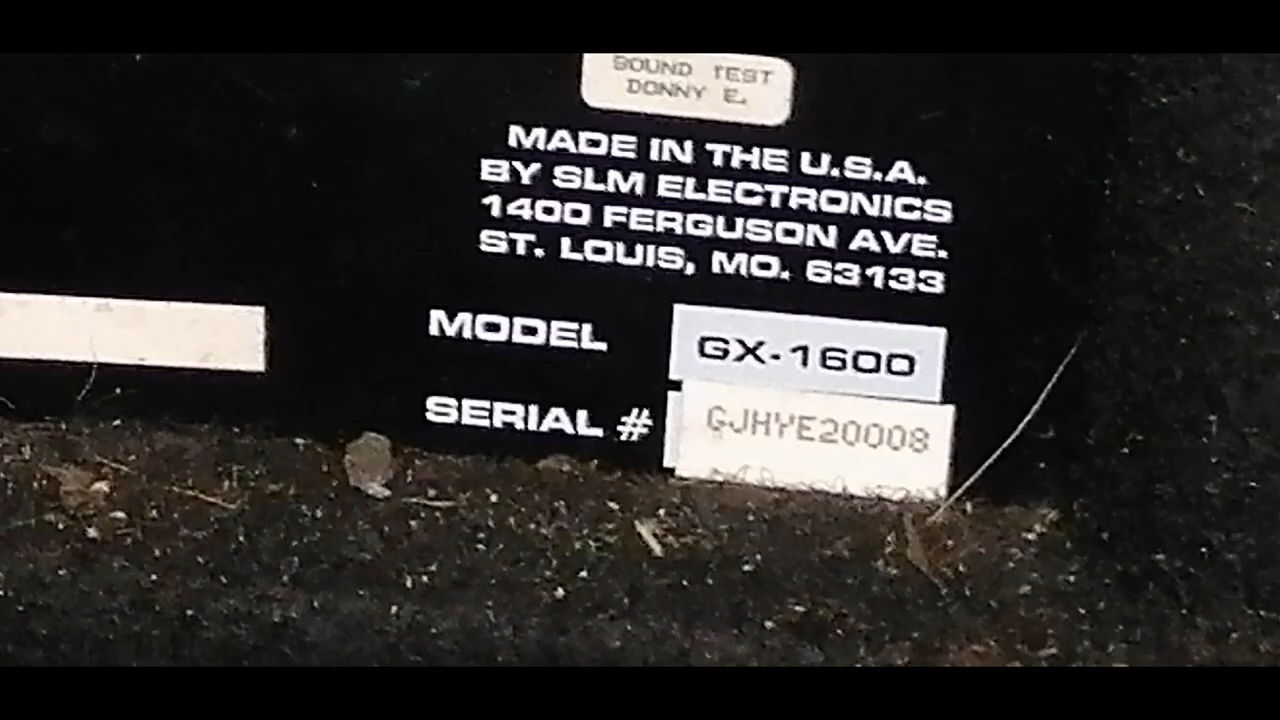 SOUND TEST
DONNY E.
MADE IN THE U.S.A.
BY SLM ELECTRONICS
1400 FERGUSON AVE.
ST. LOUIS, MO. 63133
MODEL GX-1600
SERIAL # GJHYE20008